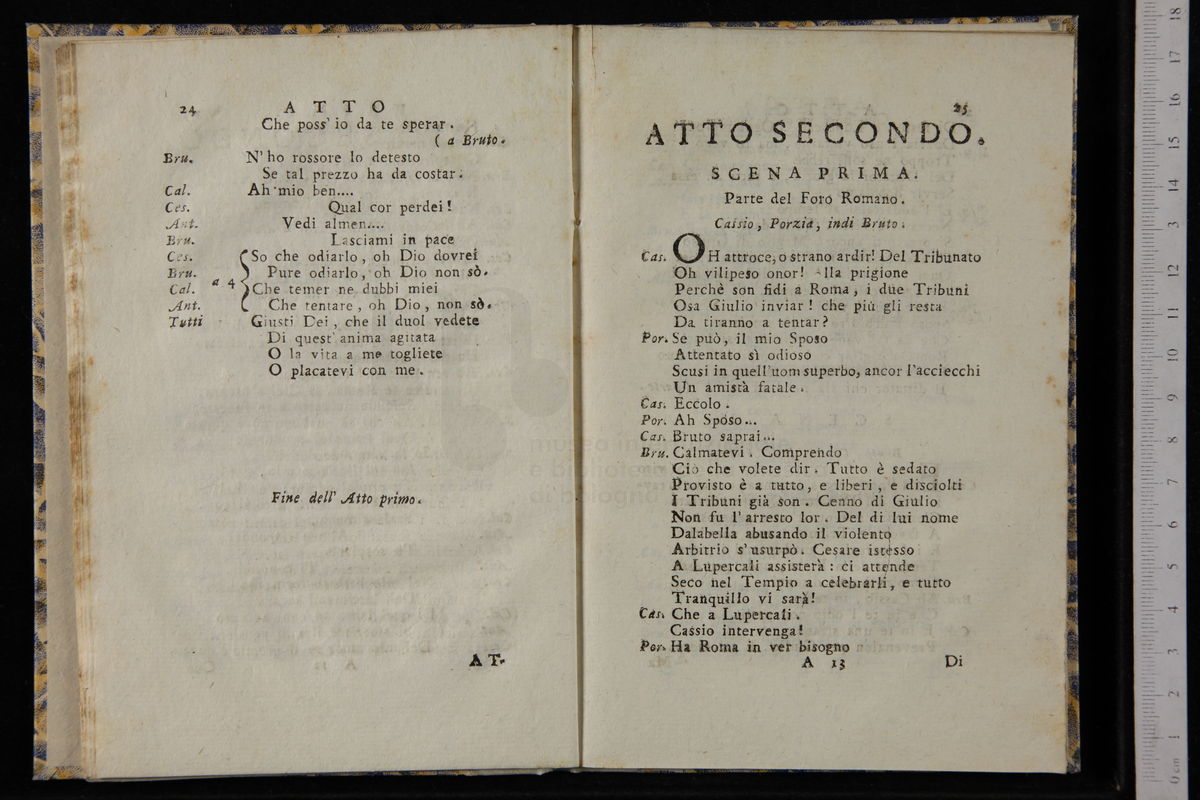 24 ATTO
Che poss' io da te sperar.
( a Bruto.
Bru. N' ho rossore lo detesto
Se tal prezzo ha da costar.
Cal. Ah mio ben....
Ces. Qual cor perdei!
Ant. Vedi almen....
Bru. Lasciami in pace
Ces. So che odiarlo, oh Dio dovrei
Bru. Pure odiarlo, oh Dio non sò.
a 4
Cal. Che temer ne dubbi miei
Ant. Che tentare, oh Dio, non sò.
Tutti Giusti Dei, che il duol vedete
Di quest' anima agitata
O la vita a me togliete
O placatevi con me.
Fine dell' Atto primo.
AT-
25
ATTO SECONDO.
SCENA PRIMA.
Parte del Foro Romano.
Cassio, Porzia, indi Bruto.
Cas. OH attroce, o strano ardir! Del Tribunato
Oh vilipeso onor! lla prigione
Perchè son fidi a Roma, i due Tribuni
Osa Giulio inviar! che più gli resta
Da tiranno a tentar?
Por. Se può, il mio Sposo
Attentato sì odioso
Scusi in quell'uom superbo, ancor l'acciecchi
Un amistà fatale.
Cas. Eccolo.
Por. Ah Sposo...
Cas. Bruto saprai...
Bru. Calmatevi. Comprendo
Ciò che volete dir. Tutto è sedato
Provisto è a tutto, e liberi, e disciolti
I Tribuni già son. Cenno di Giulio
Non fu l' arresto lor. Del di lui nome
Dalabella abusando il violento
Arbitrio s' usurpò. Cesare istesso
A Lupercali assisterà: ci attende
Seco nel Tempio a celebrarli, e tutto
Tranquillo vi sarà!
Cas. Che a Lupercali.
Cassio intervenga!
Por. Ha Roma in ver bisogno
A 13 Di